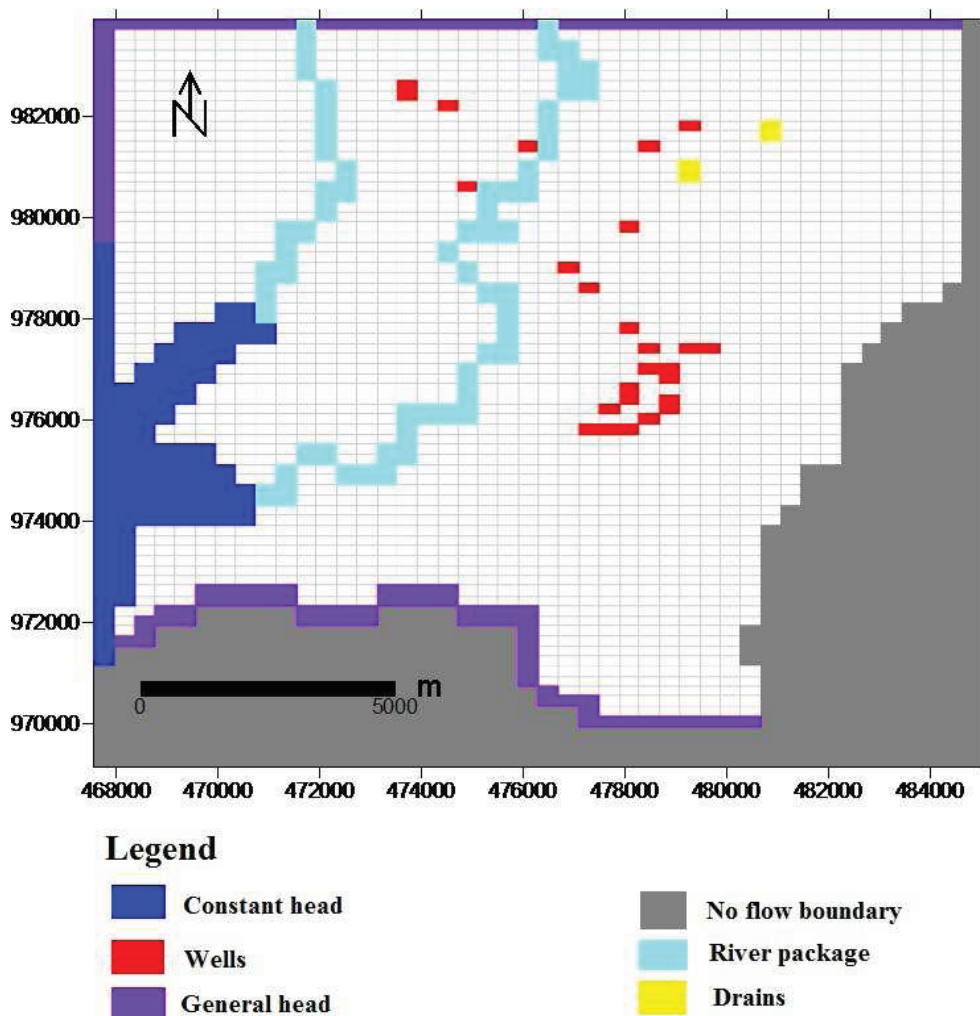 N
982000
980000
978000
976000
974000
972000
970000
m
0 5000
468000 470000 472000 474000 476000 478000 480000 482000 484000
Legend
Constant head
Wells
General head
No flow boundary
River package
Drains